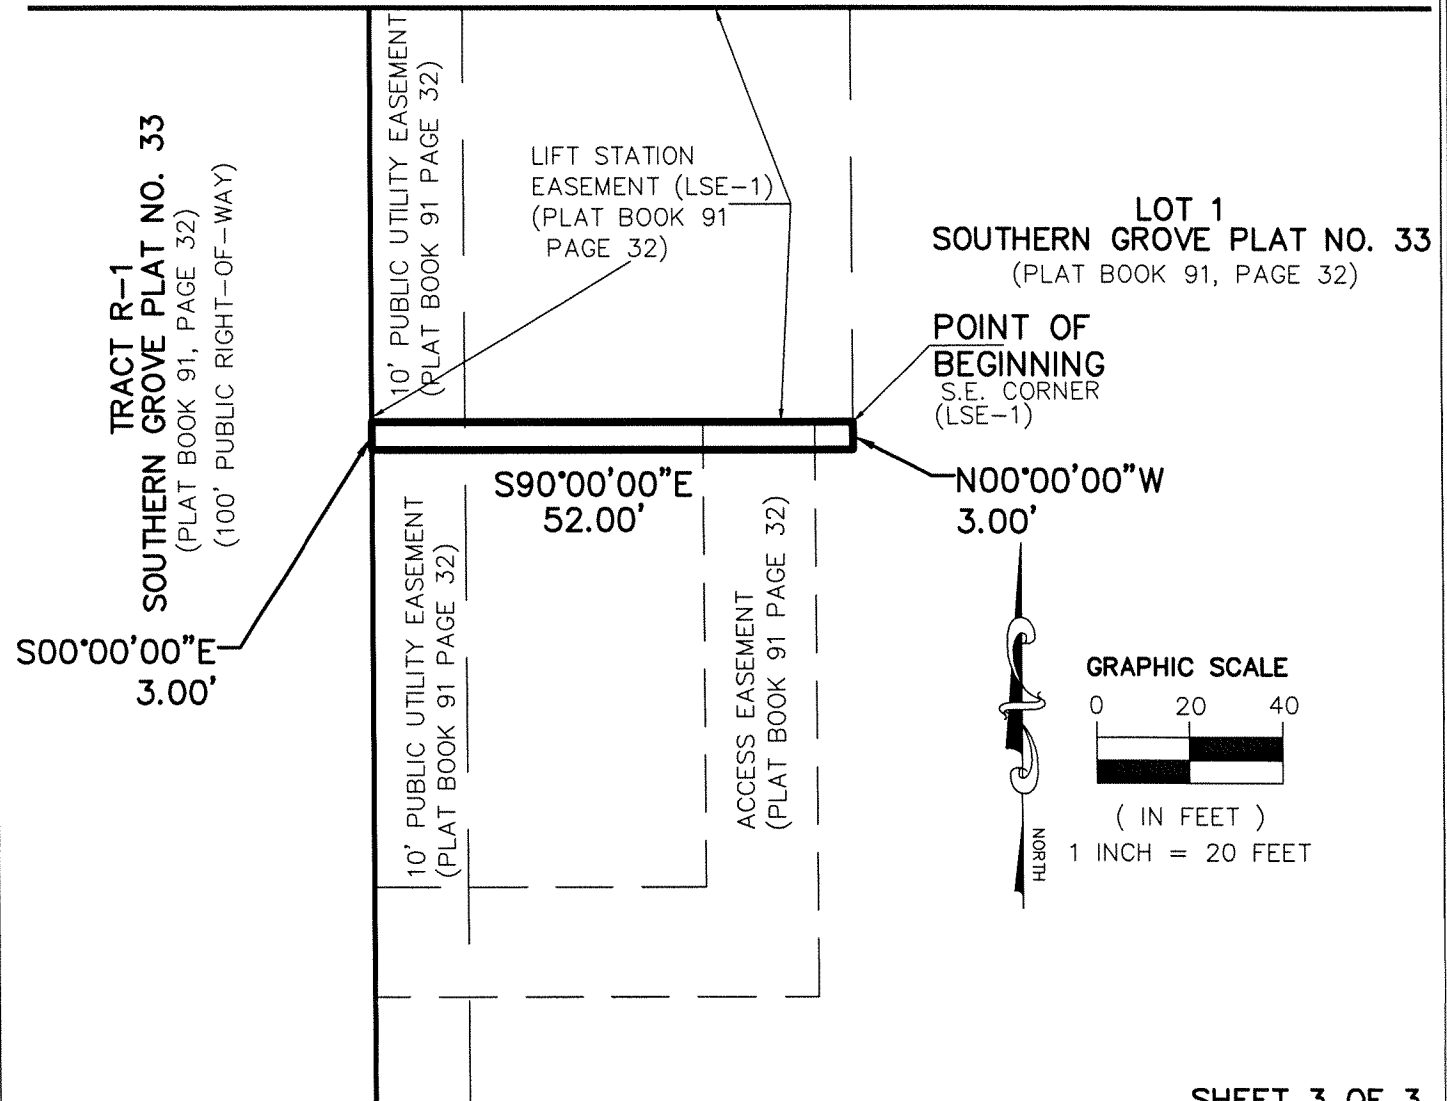 TRACT R-1
SOUTHERN GROVE PLAT NO. 33
(PLAT BOOK 91, PAGE 32)
(100' PUBLIC RIGHT-OF-WAY)
10' PUBLIC UTILITY EASEMENT
(PLAT BOOK 91 PAGE 32)
LIFT STATION
EASEMENT (LSE-1)
(PLAT BOOK 91
PAGE 32)
LOT 1
SOUTHERN GROVE PLAT NO. 33
(PLAT BOOK 91, PAGE 32)
POINT OF
BEGINNING
S.E. CORNER
(LSE-1)
S90°00'00"E
52.00'
N00°00'00"W
3.00'
S00°00'00"E
3.00'
10' PUBLIC UTILITY EASEMENT
(PLAT BOOK 91 PAGE 32)
ACCESS EASEMENT
(PLAT BOOK 91 PAGE 32)
NORTH
GRAPHIC SCALE
0 20 40
( IN FEET )
1 INCH = 20 FEET
SHEET 3 OF 3